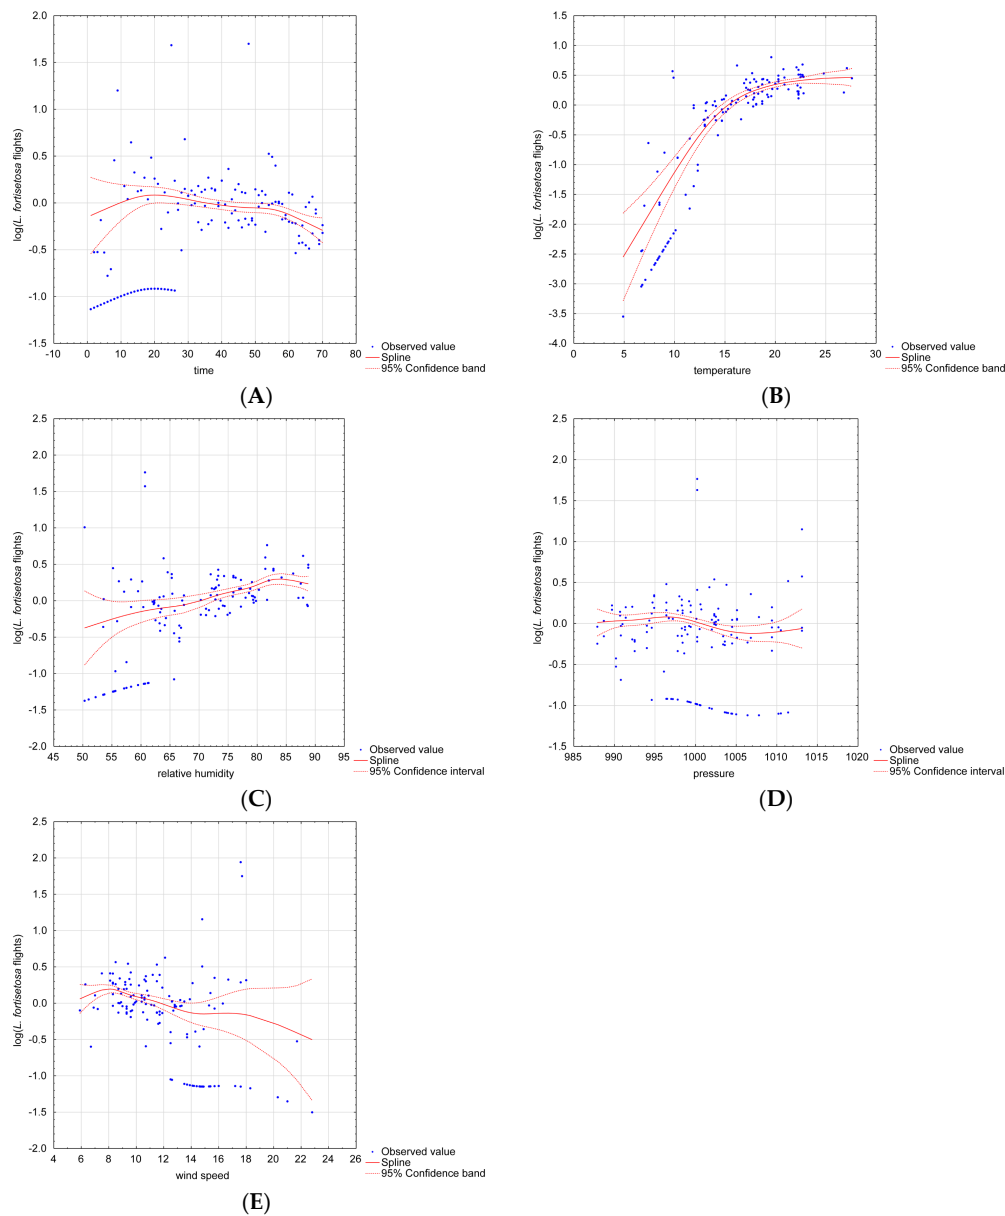 2.0
1.5
1.0
0.5
0.0
-0.5
-1.0
-1.5
log(L. fortisetosa flights)
-10 0 10 20 30 40 50 60 70 80
time
Observed value
Spline
95% Confidence band
(A)
1.5
1.0
0.5
0.0
-0.5
-1.0
-1.5
-2.0
-2.5
-3.0
-3.5
-4.0
log(L. fortisetosa flights)
0 5 10 15 20 25 30
temperature
Observed value
Spline
95% Confidence band
(B)
2.5
2.0
1.5
1.0
0.5
0.0
-0.5
-1.0
-1.5
-2.0
log(L. fortisetosa flights)
45 50 55 60 65 70 75 80 85 90 95
relative humidity
Observed value
Spline
95% Confidence interval
(C)
2.5
2.0
1.5
1.0
0.5
0.0
-0.5
-1.0
-1.5
log(L. fortisetosa flights)
985 990 995 1000 1005 1010 1015 1020
pressure
Observed value
Spline
95% Confidence interval
(D)
2.5
2.0
1.5
1.0
0.5
0.0
-0.5
-1.0
-1.5
-2.0
log(L. fortisetosa flights)
4 6 8 10 12 14 16 18 20 22 24 26
wind speed
Observed value
Spline
95% Confidence band
(E)